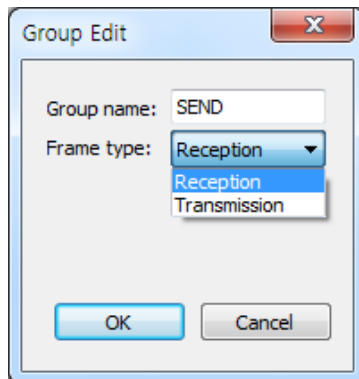 Group Edit
Group name: SEND
Frame type: Reception
Reception
Transmission
OK Cancel